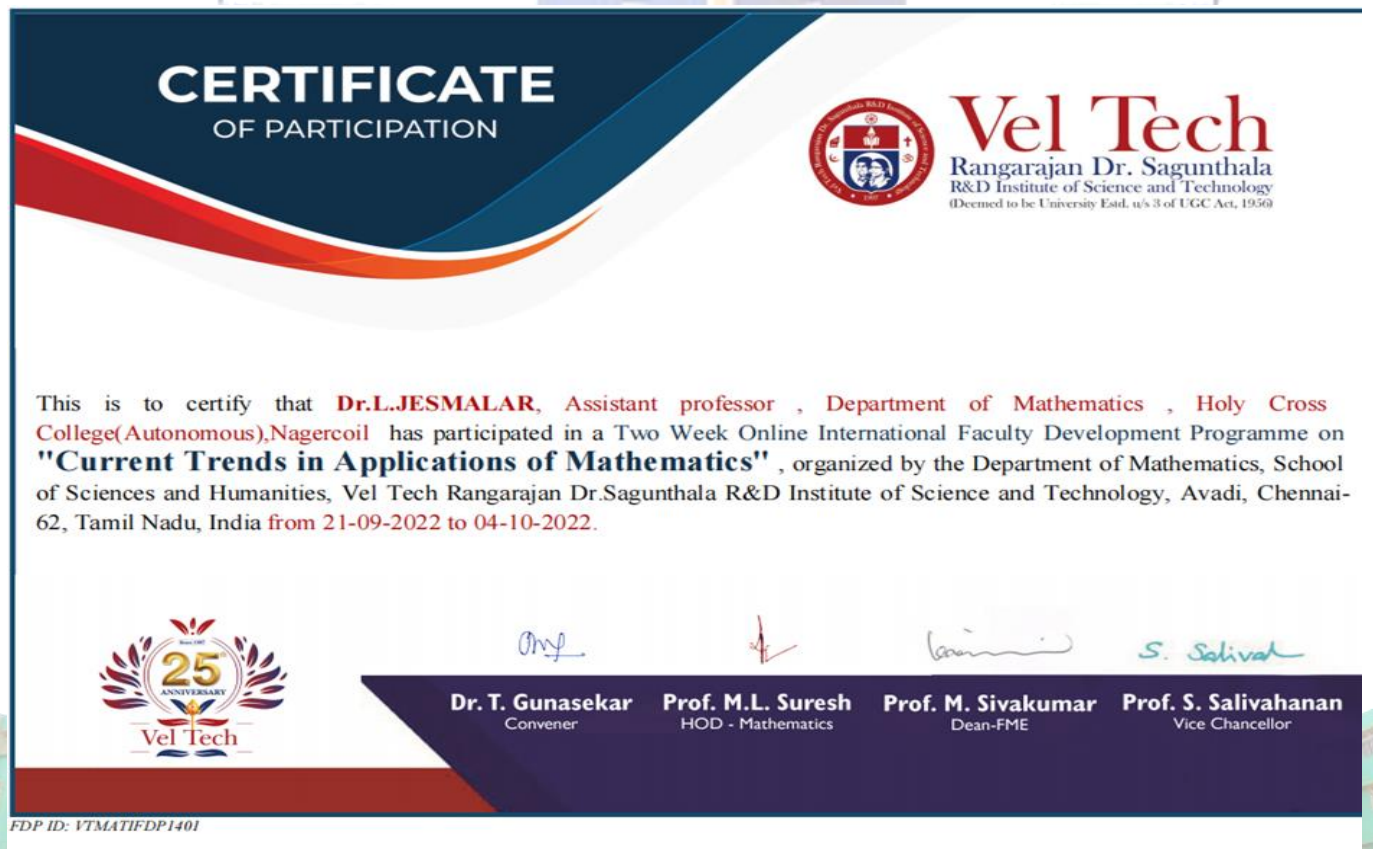 CERTIFICATE
OF PARTICIPATION
Vel Tech
Rangarajan Dr. Sagunthala
R&D Institute of Science and Technology
(Deemed to be University Estd. u/s 3 of UGC Act, 1956)
This is to certify that Dr.L.JESMALAR, Assistant professor , Department of Mathematics , Holy Cross
College(Autonomous),Nagercoil has participated in a Two Week Online International Faculty Development Programme on
"Current Trends in Applications of Mathematics" , organized by the Department of Mathematics, School
of Sciences and Humanities, Vel Tech Rangarajan Dr.Sagunthala R&D Institute of Science and Technology, Avadi, Chennai-
62, Tamil Nadu, India from 21-09-2022 to 04-10-2022.
25
ANNIVERSARY
Vel Tech
S. Salivah
Dr. T. Gunasekar Prof. M.L. Suresh Prof. M. Sivakumar Prof. S. Salivahanan
Convener HOD - Mathematics Dean-FME Vice Chancellor
FDP ID: VTMATIFDP1401